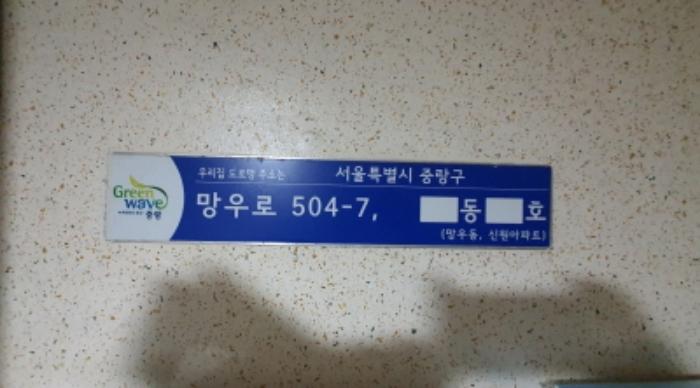 우리집 도로명 주소는 서울특별시 중랑구
Green
wave
중랑
망우로 504-7, 동 호
(망우동, 신원아파트)